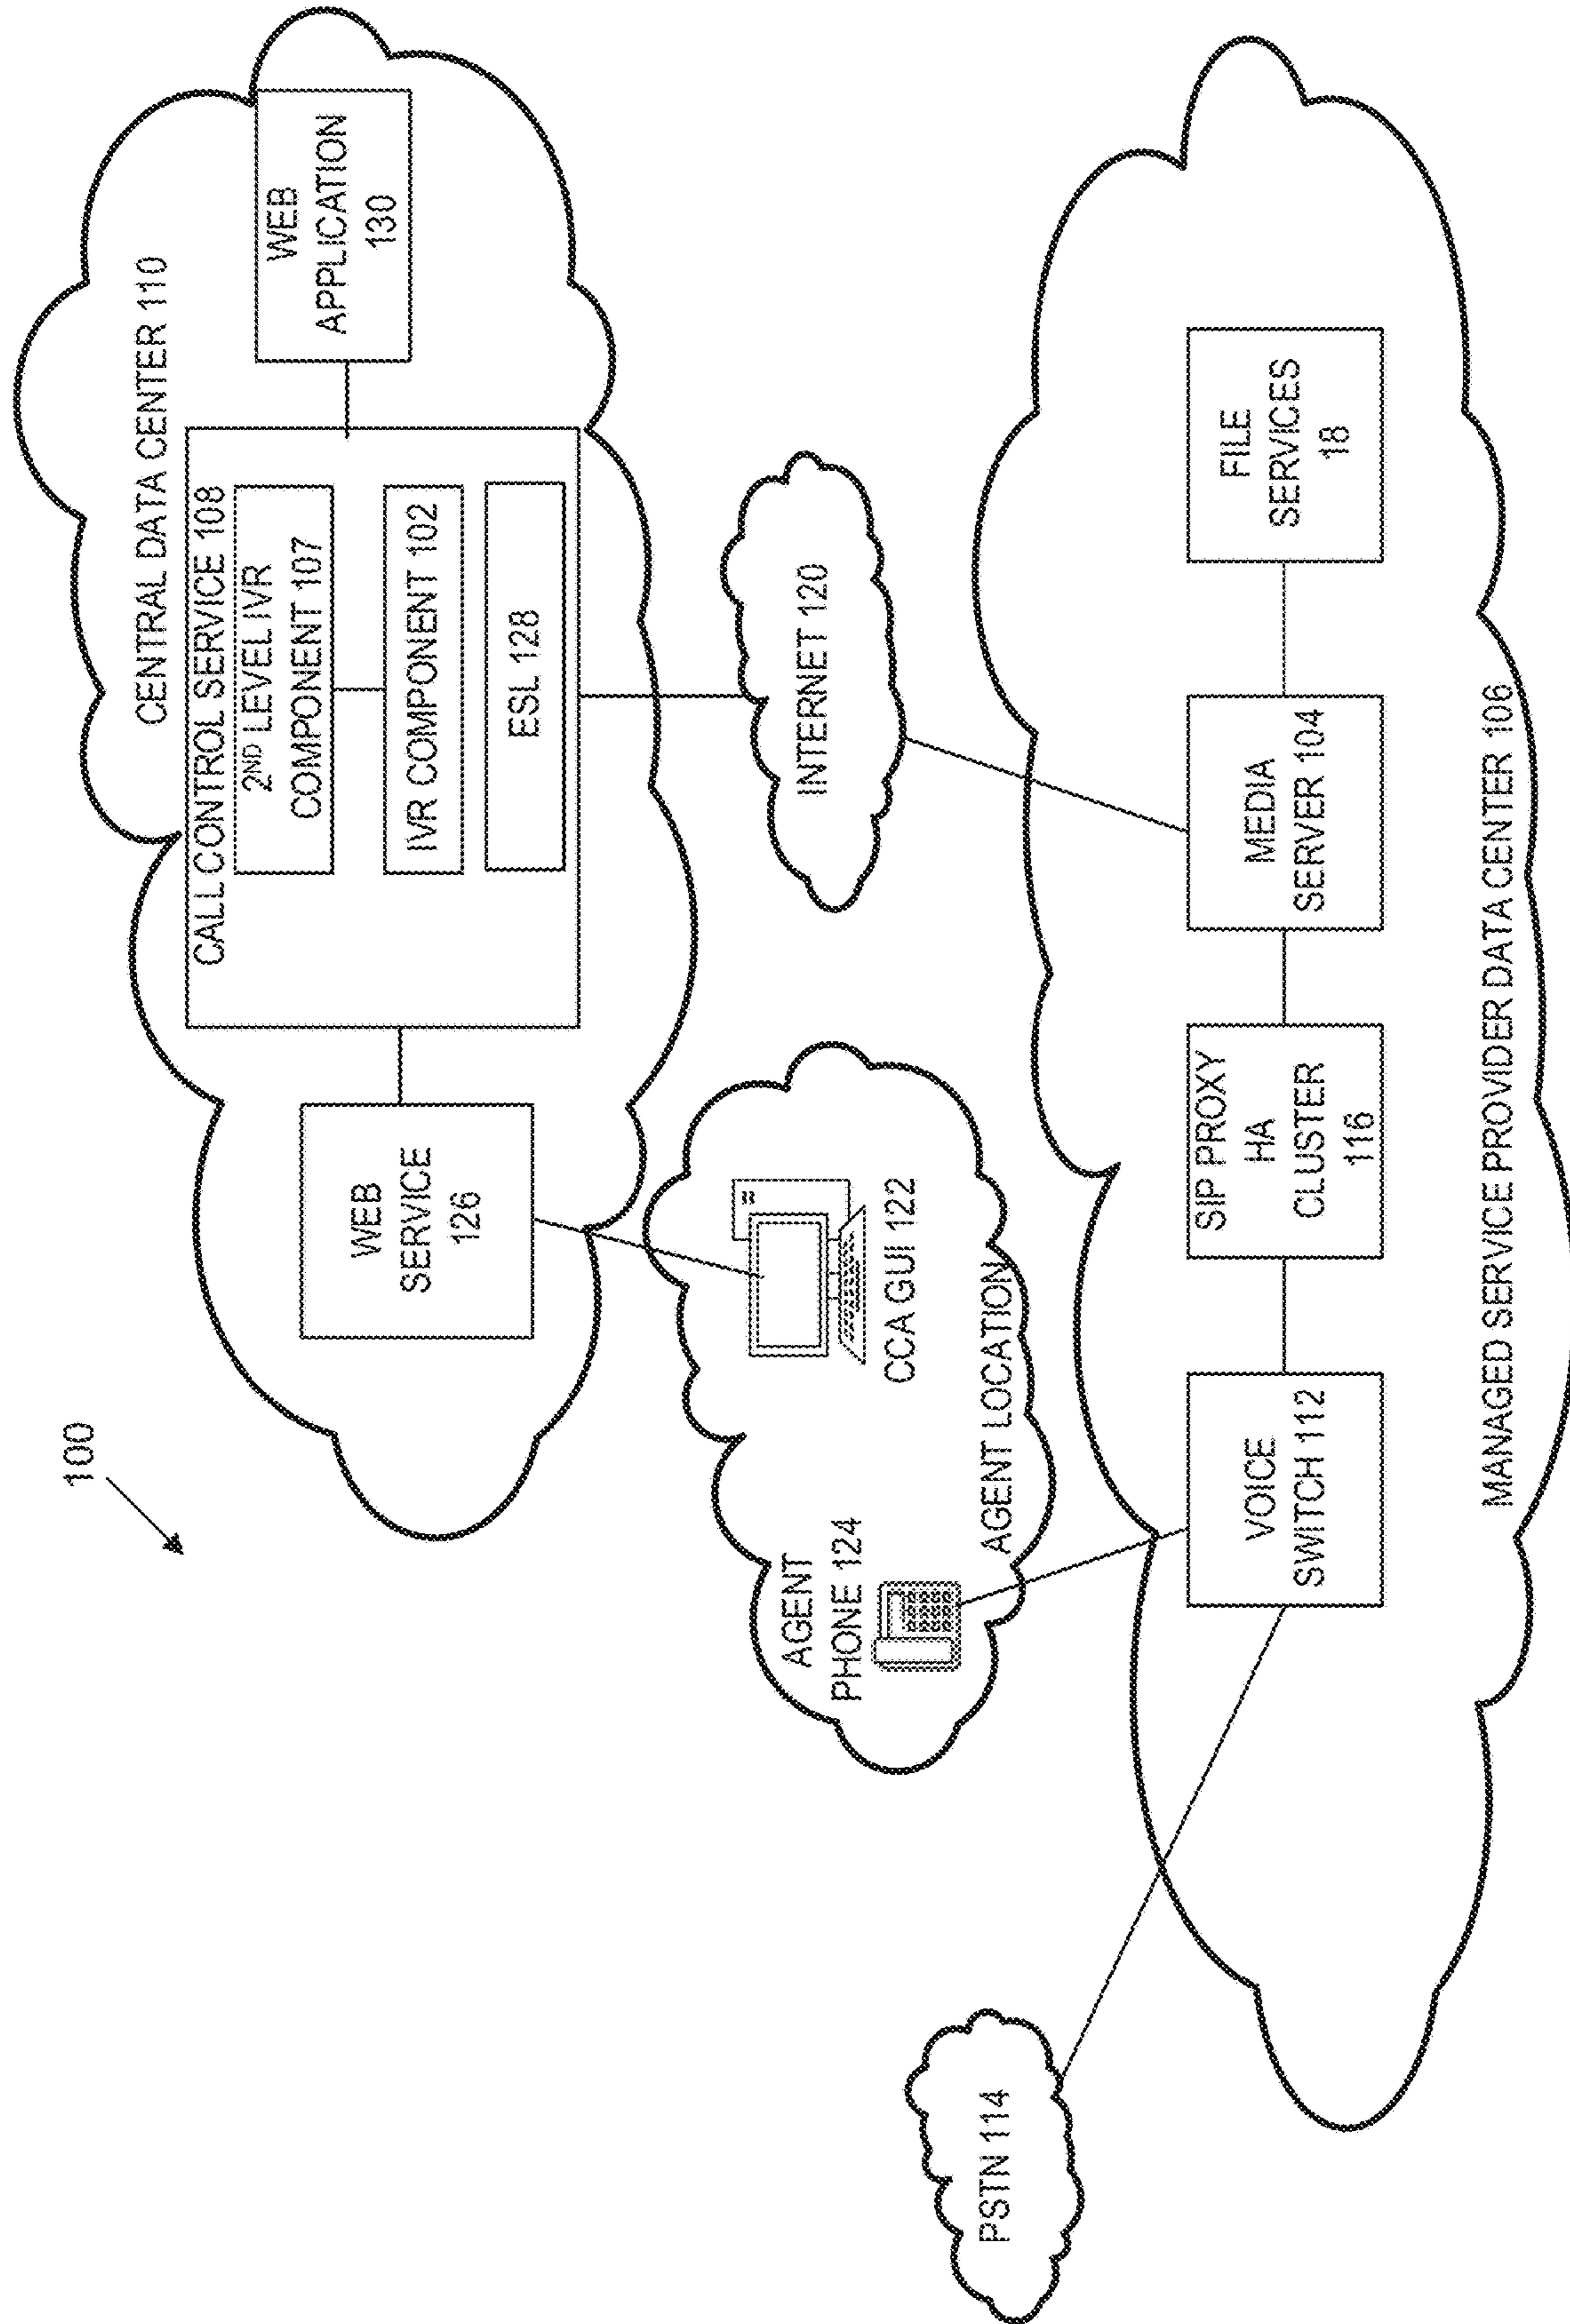 100
CENTRAL DATA CENTER 110
CALL CONTROL SERVICE 108
2ND LEVEL IVR
COMPONENT 107
IVR COMPONENT 102
ESL 128
WEB
APPLICATION
130
WEB
SERVICE
126
INTERNET 120
AGENT
PHONE 124
CCA GUI 122
AGENT LOCATION
PSTN 114
VOICE
SWITCH 112
SIP PROXY
HA
CLUSTER
116
MEDIA
SERVER 104
FILE
SERVICES
18
MANAGED SERVICE PROVIDER DATA CENTER 106